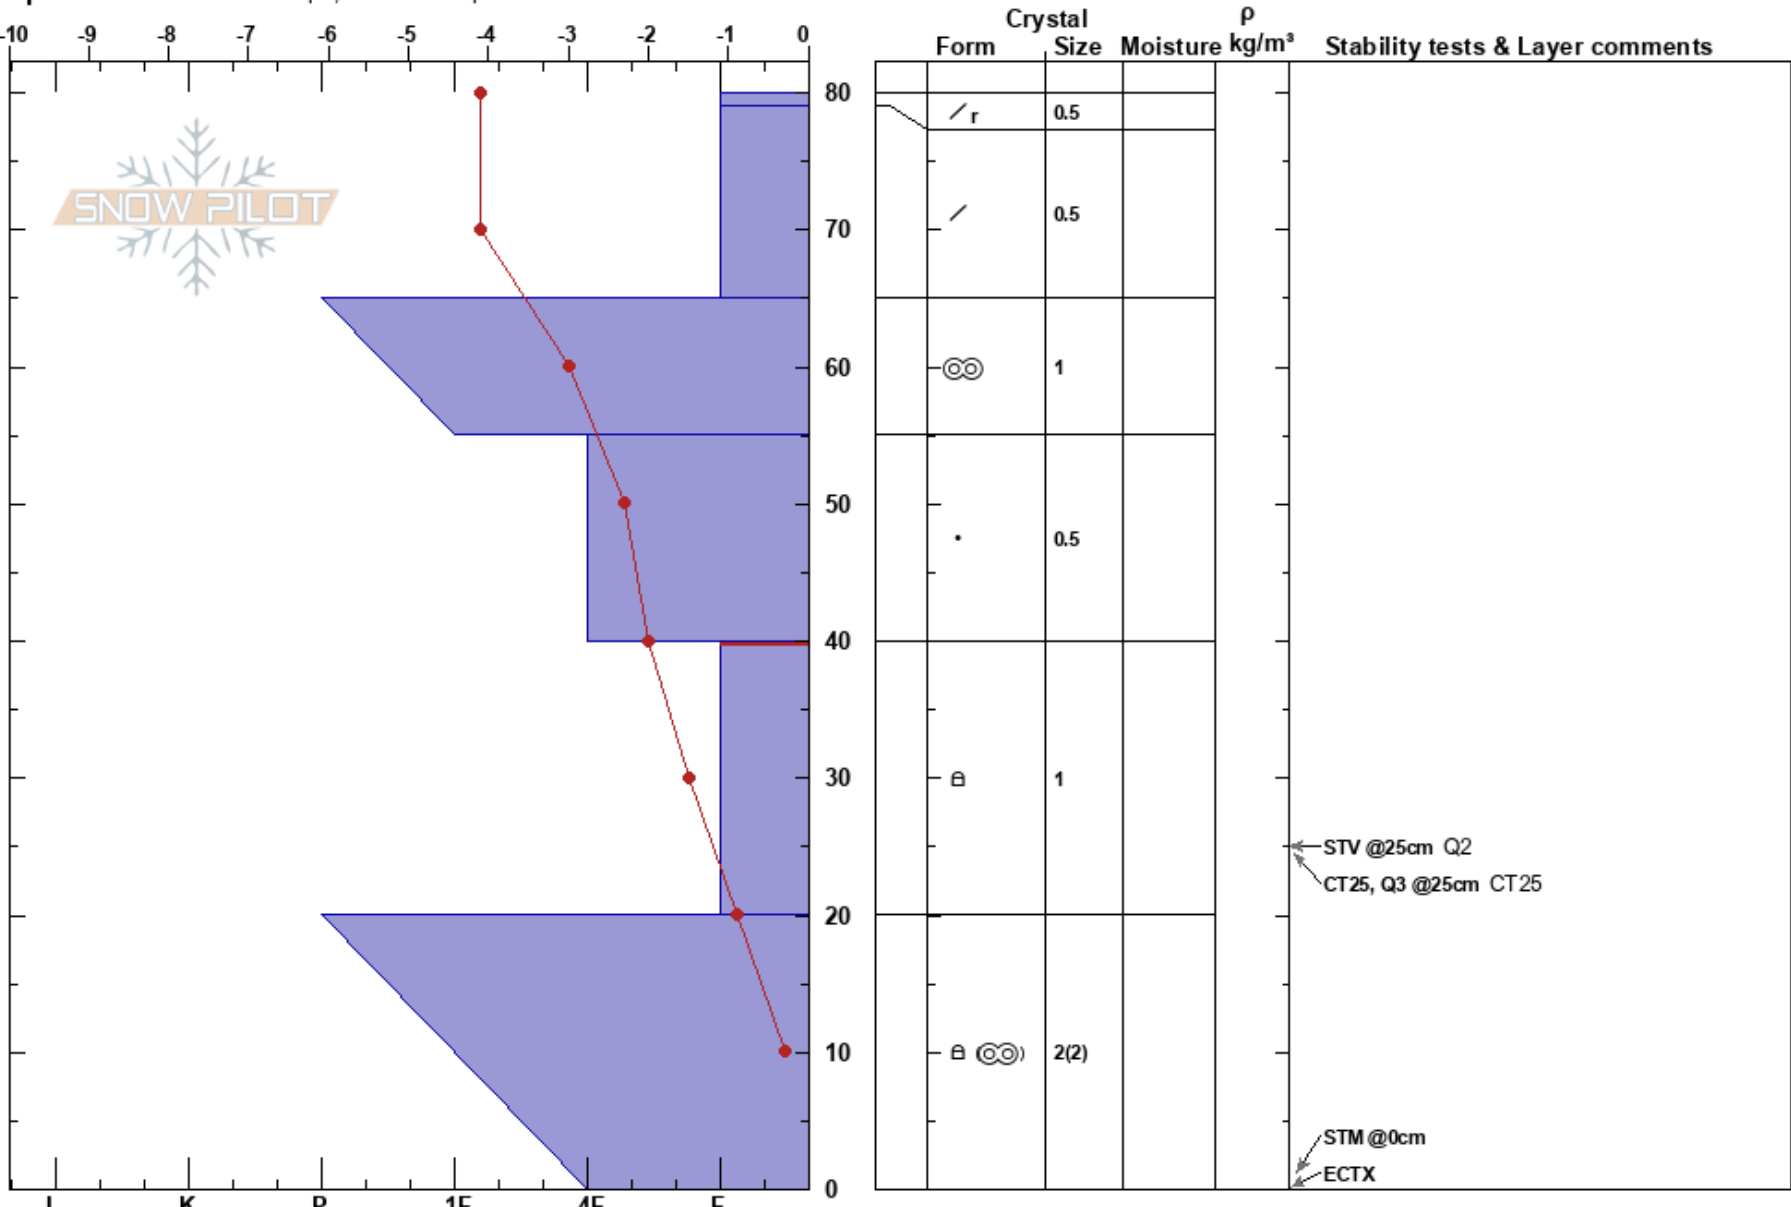 -10 -9 -8 -7 -6 -5 -4 -3 -2 -1 0
Crystal ρ
Form Size Moisture kg/m³ Stability tests & Layer comments
80
r 0.5
SNOW PILOT
0.5
70
60 1
50
0.5
40
30 1
STV @25cm Q2
CT25, Q3 @25cm CT25
20
10 2(2)
STM @0cm
ECTX
0
I K P 1F 4F F